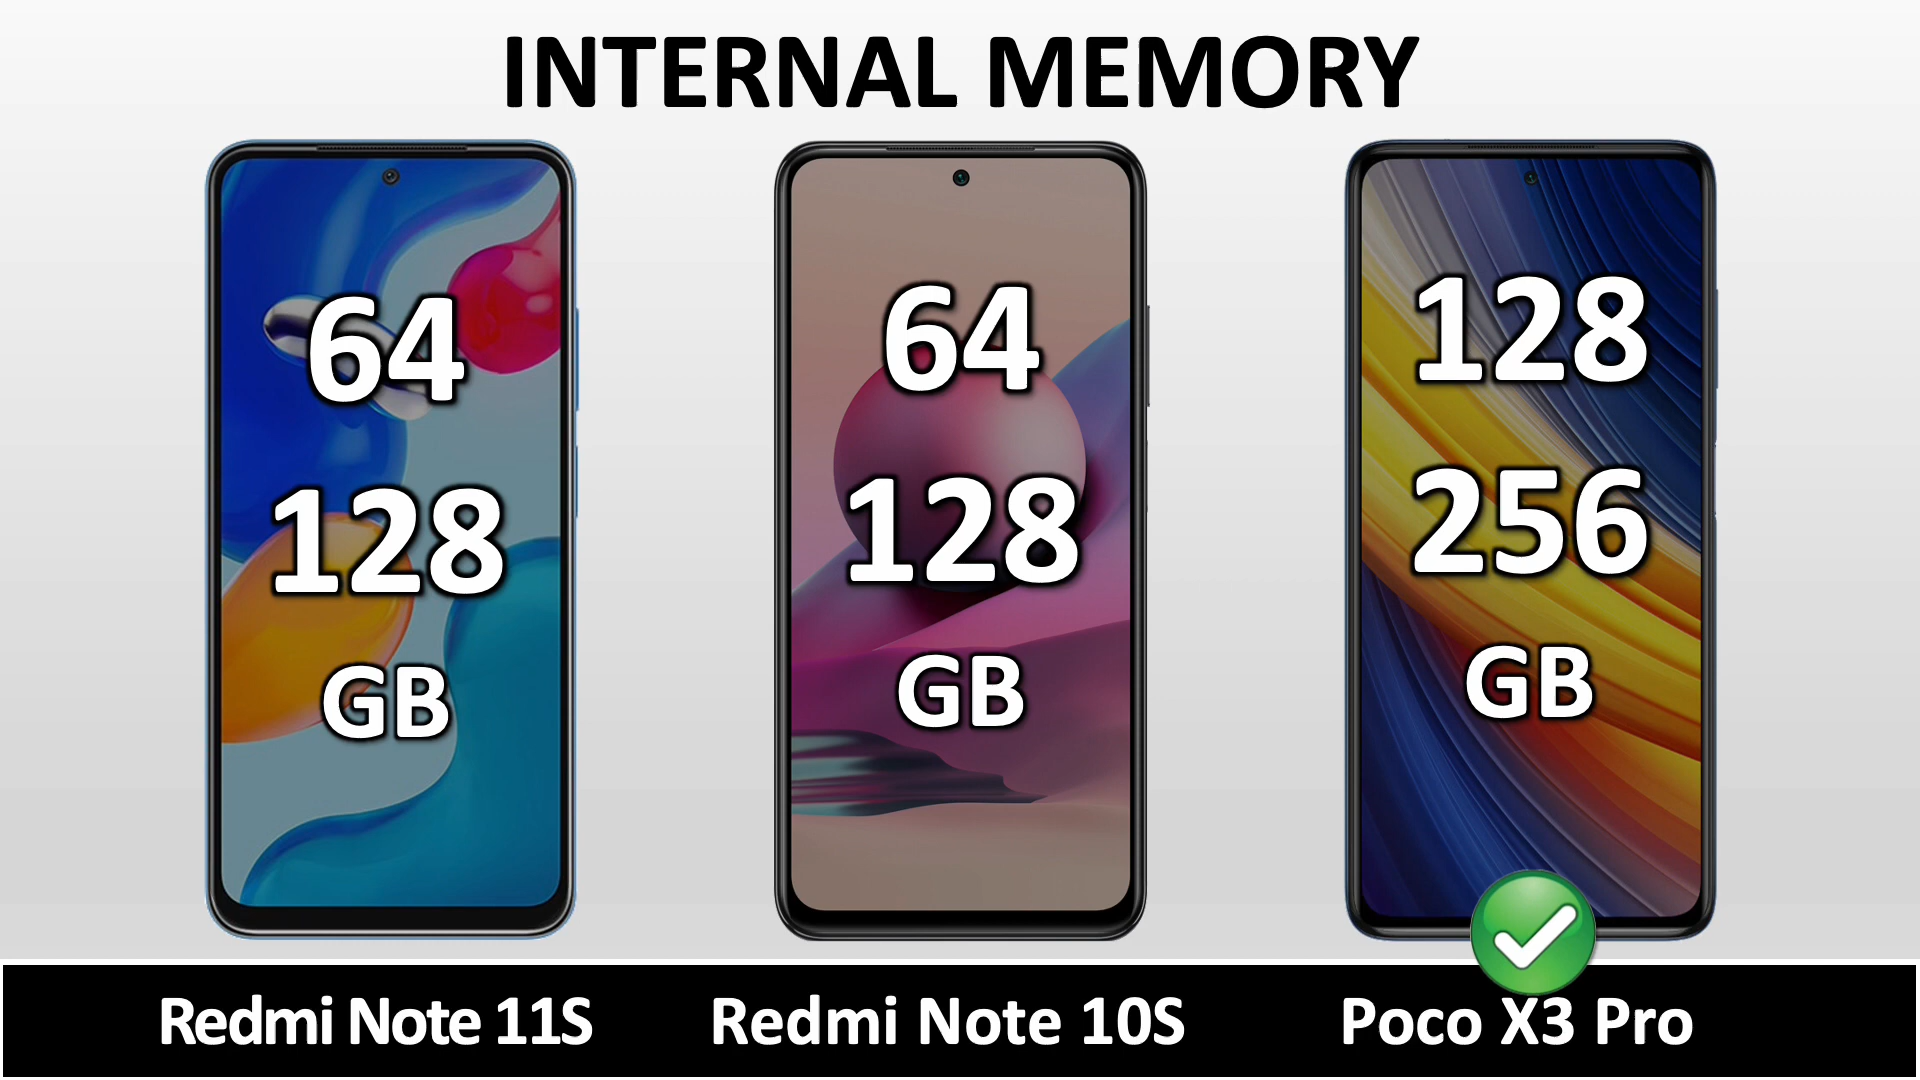 INTERNAL MEMORY
64
128
GB
64
128
GB
128
256
GB
Redmi Note 11S
Redmi Note 10S
Poco X3 Pro